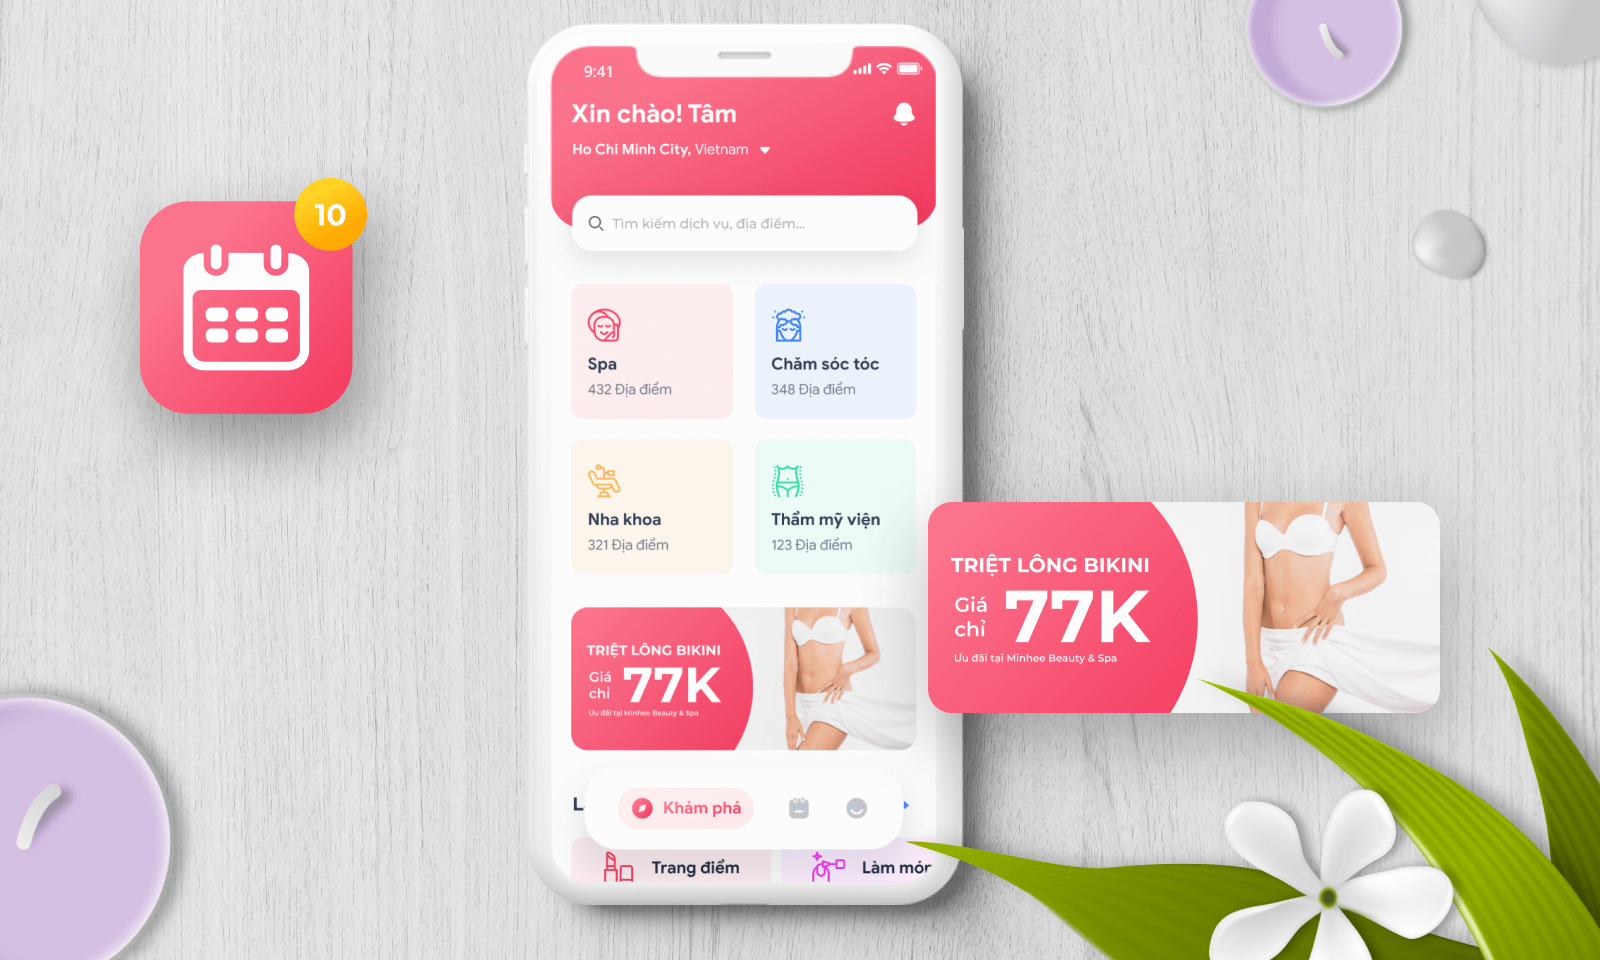 10
9:41
Xin chào! Tâm
Ho Chi Minh City, Vietnam
Tìm kiếm dịch vụ, địa điểm...
Spa
432 Địa điểm
Chăm sóc tóc
348 Địa điểm
Nha khoa
321 Địa điểm
Thẩm mỹ viện
123 Địa điểm
TRIỆT LÔNG BIKINI
Giá chỉ 77K
Ưu đãi tại Minhee Beauty & Spa
TRIỆT LÔNG BIKINI
Giá chỉ 77K
Ưu đãi tại Minhee Beauty & Spa
L
Khám phá
Trang điểm
Làm món